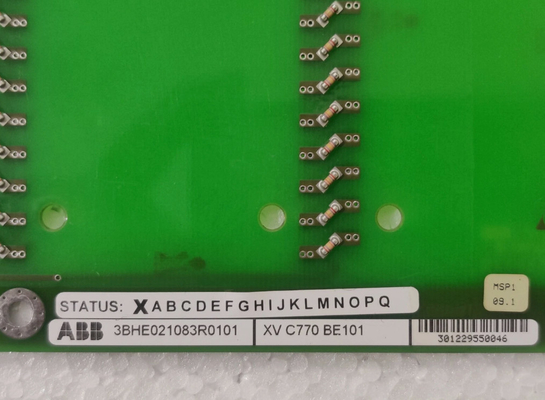 MSP1
09.1
STATUS: XABCDEFGHIJKLMNOPQ
ABB 3BHE021083R0101 XV C770 BE101
301229550046